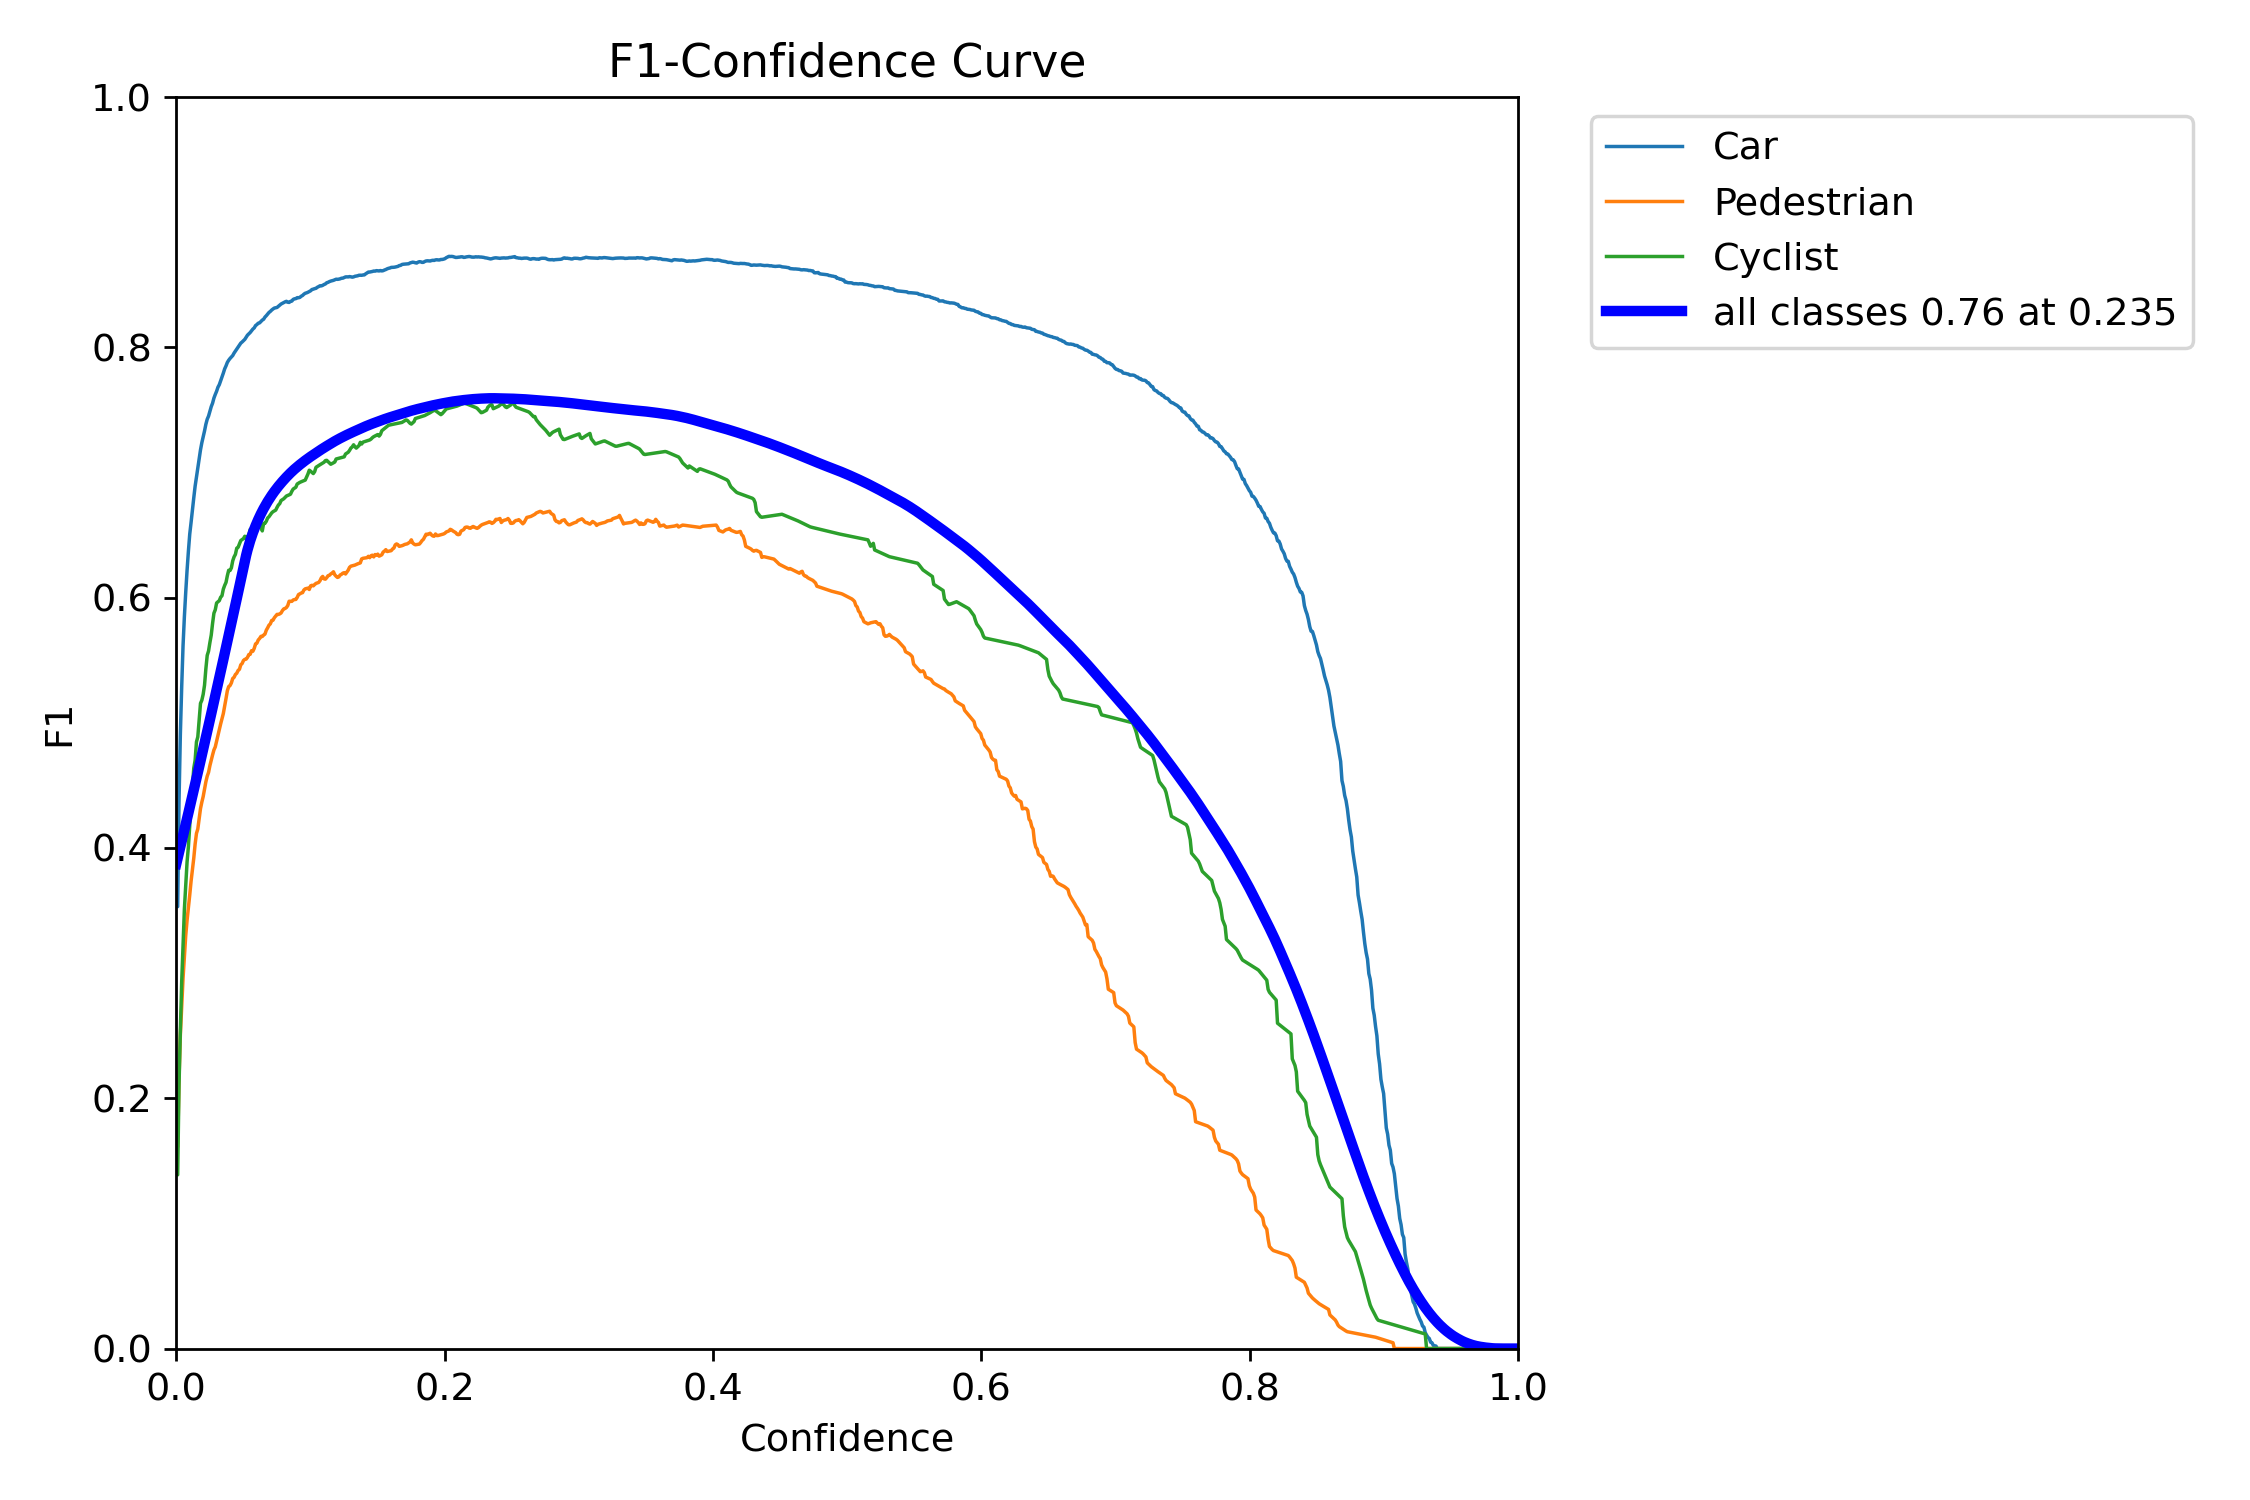 F1-Confidence Curve
1.0
0.8
0.6
0.4
0.2
0.0
F1
0.0 0.2 0.4 0.6 0.8 1.0
Confidence
Car
Pedestrian
Cyclist
all classes 0.76 at 0.235